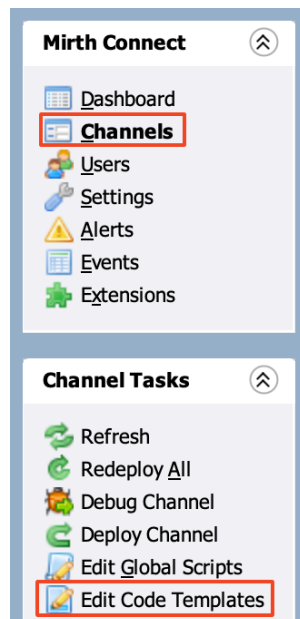 Mirth Connect
Dashboard
Channels
Users
Settings
Alerts
Events
Extensions
Channel Tasks
Refresh
Redeploy All
Debug Channel
Deploy Channel
Edit Global Scripts
Edit Code Templates